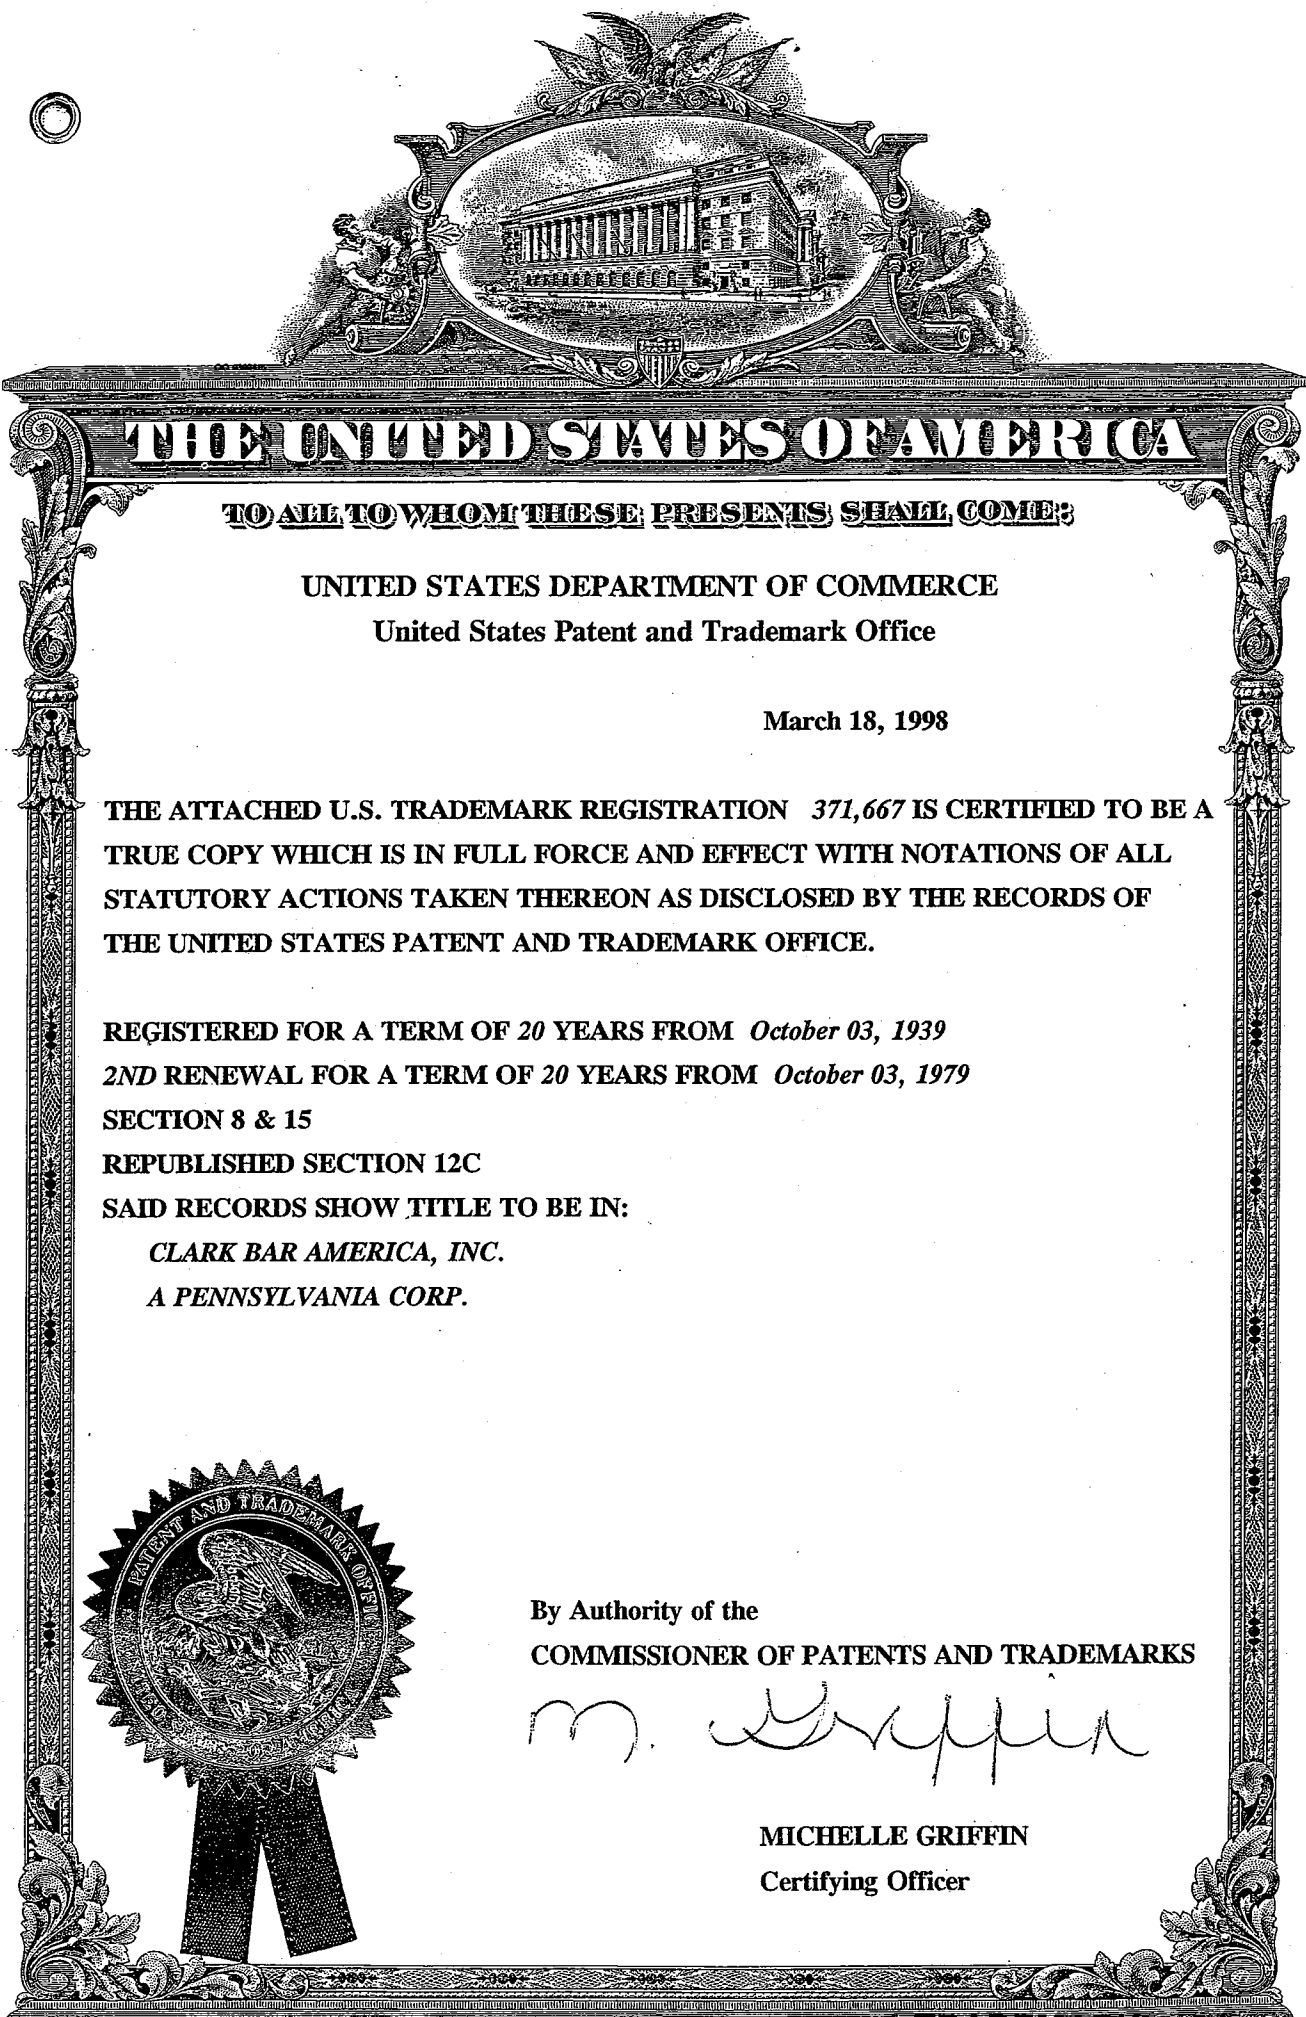 THE UNITED STATES OF AMERICA
TO ALL TO WHOM THESE PRESENTS SHALL COME:
UNITED STATES DEPARTMENT OF COMMERCE
United States Patent and Trademark Office
March 18, 1998
THE ATTACHED U.S. TRADEMARK REGISTRATION 371,667 IS CERTIFIED TO BE A
TRUE COPY WHICH IS IN FULL FORCE AND EFFECT WITH NOTATIONS OF ALL
STATUTORY ACTIONS TAKEN THEREON AS DISCLOSED BY THE RECORDS OF
THE UNITED STATES PATENT AND TRADEMARK OFFICE.
REGISTERED FOR A TERM OF 20 YEARS FROM October 03, 1939
2ND RENEWAL FOR A TERM OF 20 YEARS FROM October 03, 1979
SECTION 8 & 15
REPUBLISHED SECTION 12C
SAID RECORDS SHOW TITLE TO BE IN:
CLARK BAR AMERICA, INC.
A PENNSYLVANIA CORP.
PATENT AND TRADEMARK
By Authority of the
COMMISSIONER OF PATENTS AND TRADEMARKS
M. Griffin
MICHELLE GRIFFIN
Certifying Officer